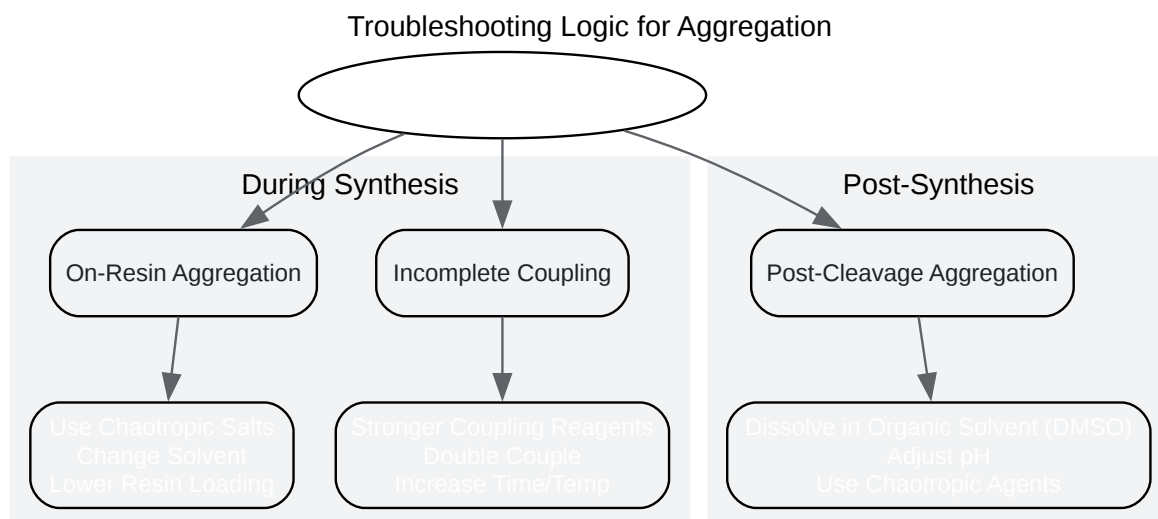 Troubleshooting Logic for Aggregation
During Synthesis
Post-Synthesis
On-Resin Aggregation
Incomplete Coupling
Post-Cleavage Aggregation
Use Chaotropic Salts
Change Solvent
Lower Resin Loading
Stronger Coupling Reagents
Double Couple
Increase Time/Temp
Dissolve in Organic Solvent (DMSO)
Adjust pH
Use Chaotropic Agents